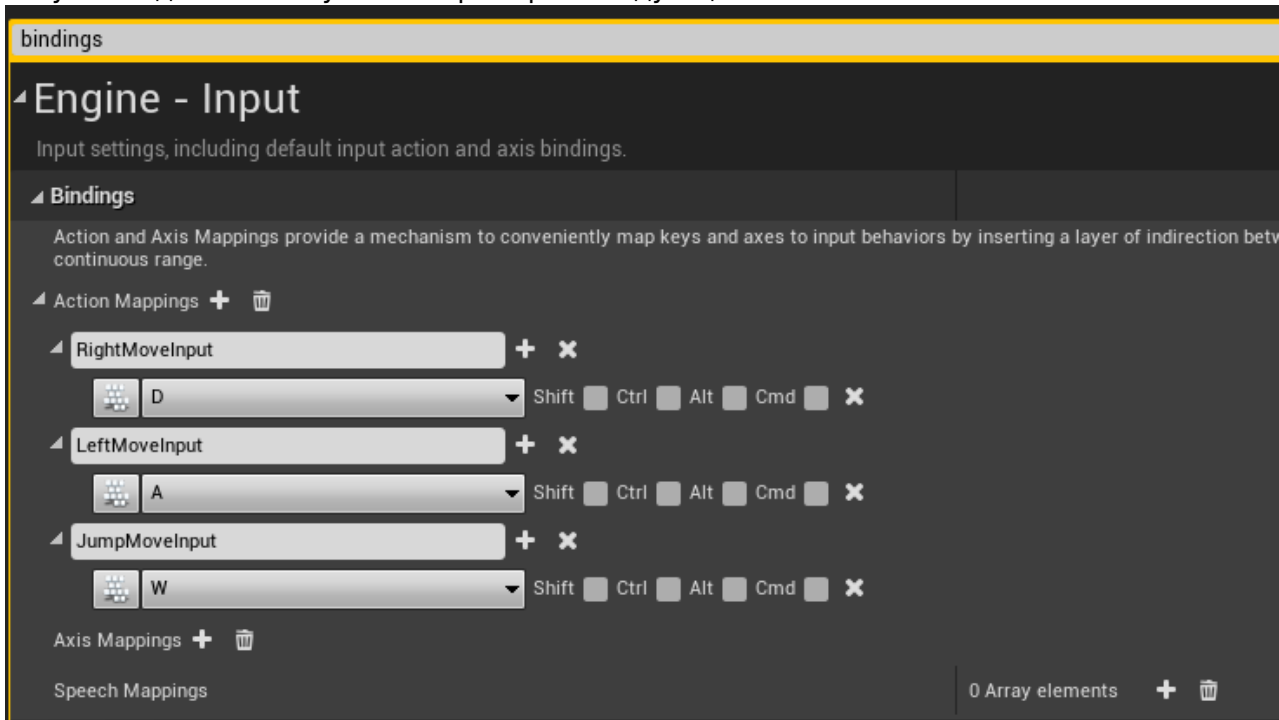 bindings
Engine - Input
Input settings, including default input action and axis bindings.
Bindings
Action and Axis Mappings provide a mechanism to conveniently map keys and axes to input behaviors by inserting a layer of indirection
continuous range.
Action Mappings
RightMoveInput
D Shift Ctrl Alt Cmd
LeftMoveInput
A Shift Ctrl Alt Cmd
JumpMoveInput
W Shift Ctrl Alt Cmd
Axis Mappings
Speech Mappings 0 Array elements